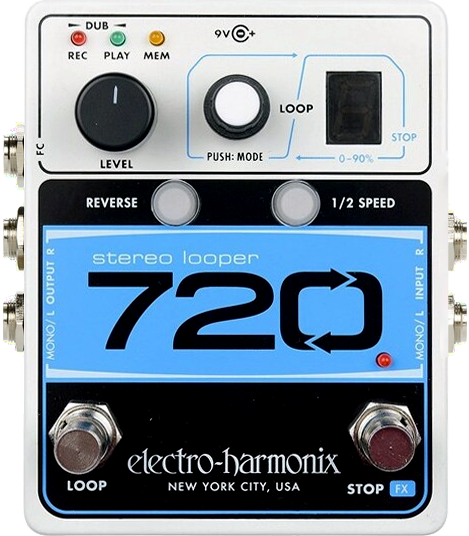 DUB
REC PLAY MEM
9V +
LEVEL
PUSH: MODE
LOOP
STOP
0-90%
FC
REVERSE
1/2 SPEED
stereo looper
720
MONO/L OUTPUT R
MONO/L INPUT R
electro-harmonix
NEW YORK CITY, USA
LOOP
STOP FX